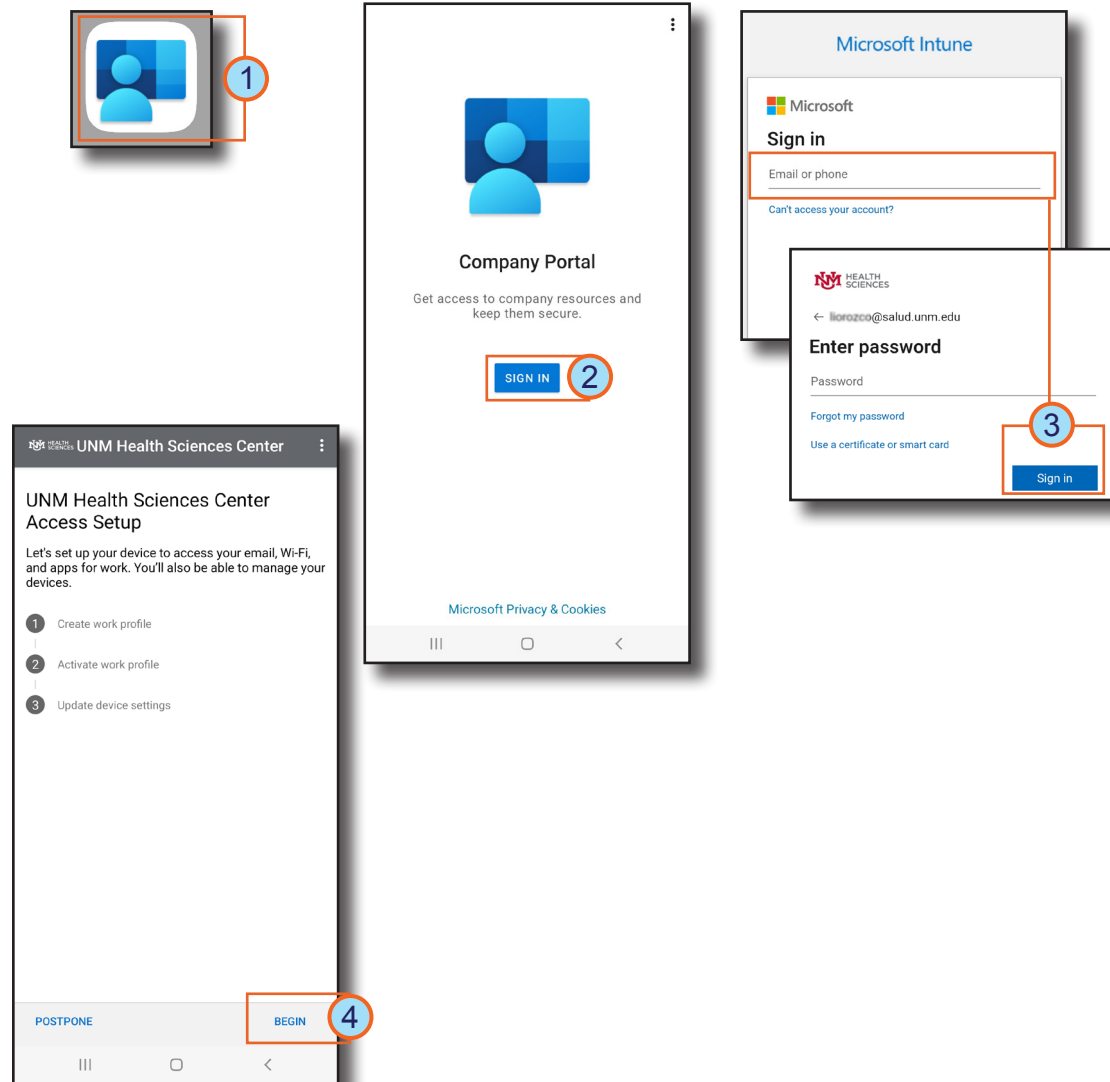 1
Company Portal
Get access to company resources and
keep them secure.
SIGN IN
2
Microsoft Privacy & Cookies
Microsoft Intune
Microsoft
Sign in
Email or phone
Can't access your account?
UNM HEALTH
SCIENCES
@salud.unm.edu
Enter password
Password
Forgot my password
3
Use a certificate or smart card
Sign in
UNM HEALTH SCIENCES UNM Health Sciences Center
UNM Health Sciences Center
Access Setup
Let's set up your device to access your email, Wi-Fi,
and apps for work. You'll also be able to manage your
devices.
1 Create work profile
2 Activate work profile
3 Update device settings
POSTPONE
BEGIN
4